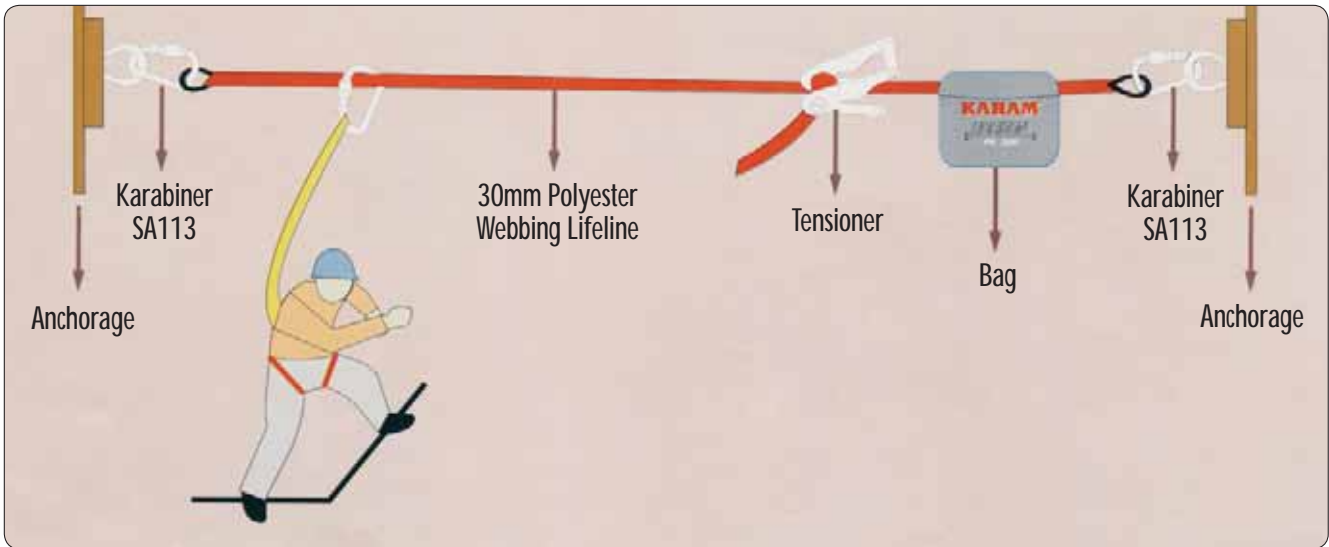 KARAM
Karabiner
SA113
30mm Polyester
Webbing Lifeline
Tensioner
Bag
Karabiner
SA113
Anchorage
Anchorage